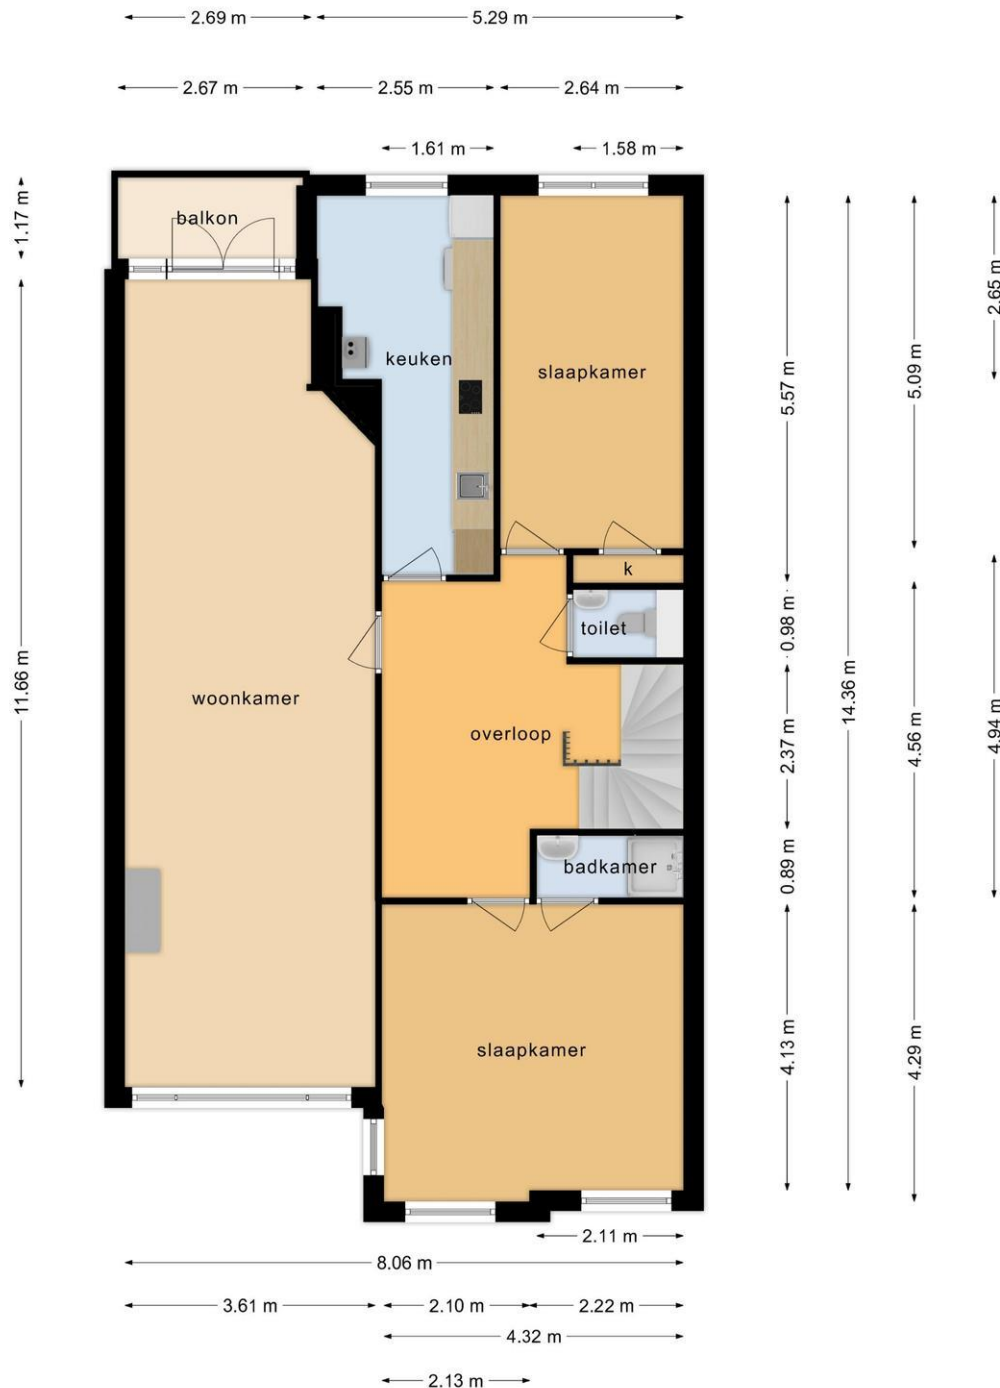 2.69 m 5.29 m
2.67 m 2.55 m 2.64 m
1.61 m 1.58 m
1.17 m
balkon
2.65 m
keuken
slaapkamer
5.57 m
5.09 m
k
toilet
0.98 m
11.66 m
woonkamer
14.36 m
overloop
2.37 m
4.56 m
4.94 m
badkamer
0.89 m
slaapkamer
4.13 m
4.29 m
2.11 m
8.06 m
3.61 m 2.10 m 2.22 m
4.32 m
2.13 m